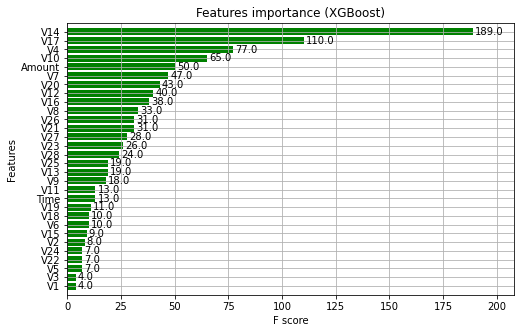 Features importance (XGBoost)
Features
V14 189.0
V17 110.0
V4 77.0
V10 65.0
Amount 50.0
V7 47.0
V20 43.0
V12 40.0
V16 38.0
V8 33.0
V26 31.0
V21 31.0
V27 28.0
V23 26.0
V28 24.0
V25 19.0
V13 19.0
V9 18.0
V11 13.0
Time 13.0
V19 11.0
V18 10.0
V6 10.0
V15 9.0
V2 8.0
V24 7.0
V22 7.0
V5 7.0
V3 4.0
V1 4.0
0 25 50 75 100 125 150 175 200
F score